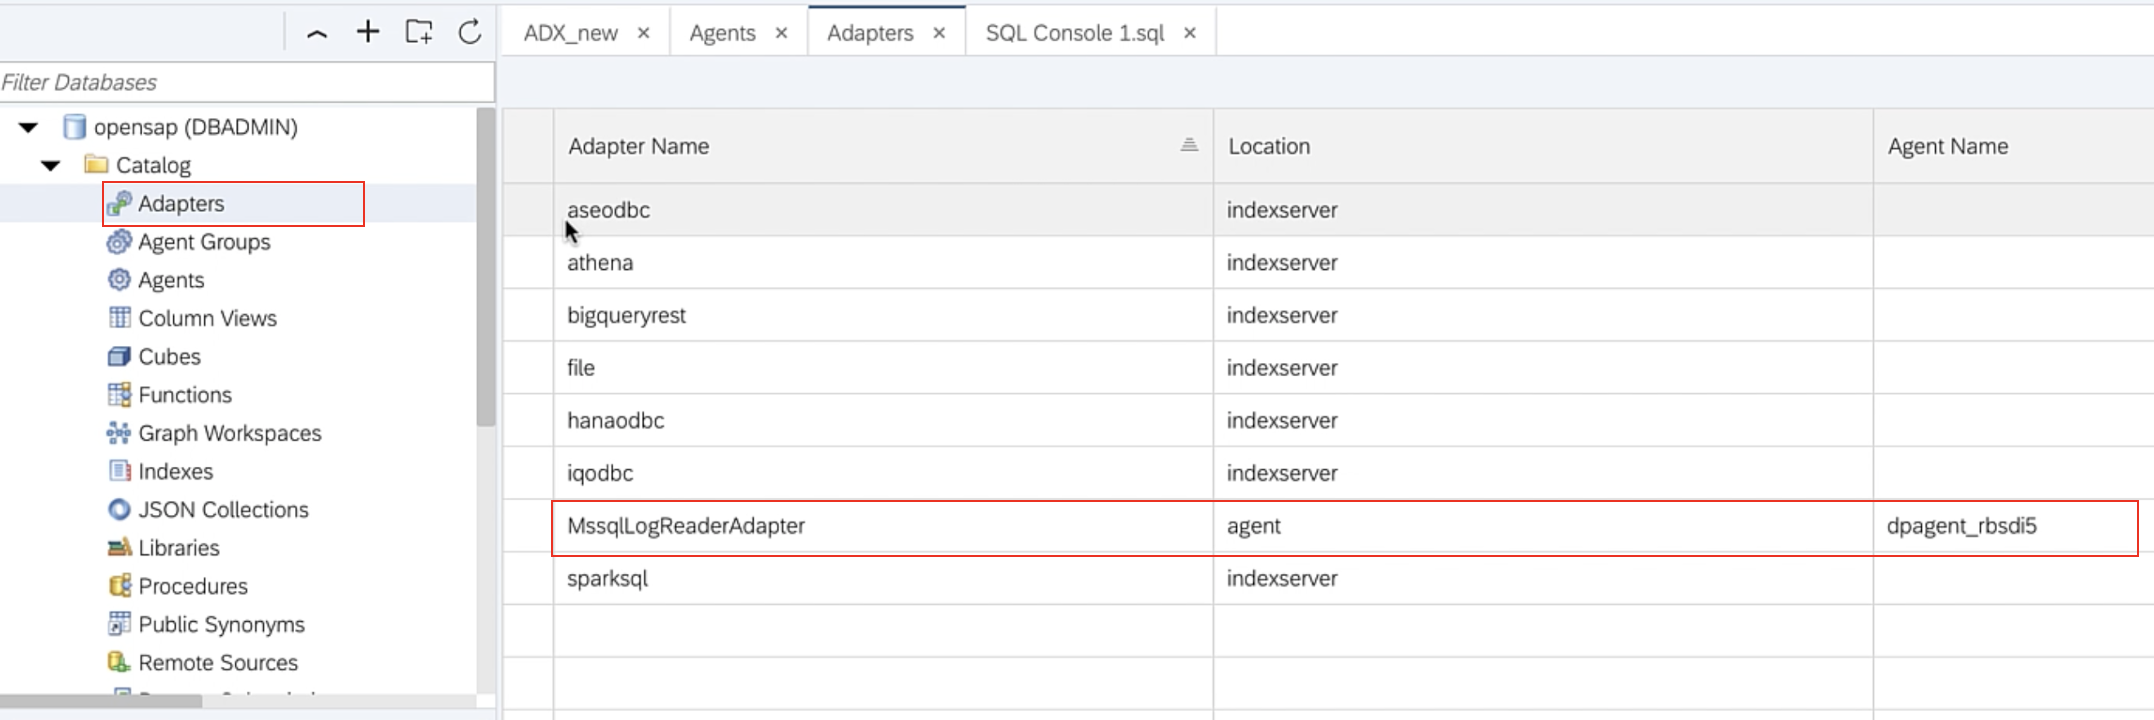 ADX_new
Agents
Adapters
SQL Console 1.sql
Filter Databases
opensap (DBADMIN)
Catalog
Adapters
Agent Groups
Agents
Column Views
Cubes
Functions
Graph Workspaces
Indexes
JSON Collections
Libraries
Procedures
Public Synonyms
Remote Sources
Adapter Name Location Agent Name
aseodbc indexserver
athena indexserver
bigqueryrest indexserver
file indexserver
hanaodbc indexserver
iqodbc indexserver
MssqlLogReaderAdapter agent dpagent_rbsdi5
sparksql indexserver